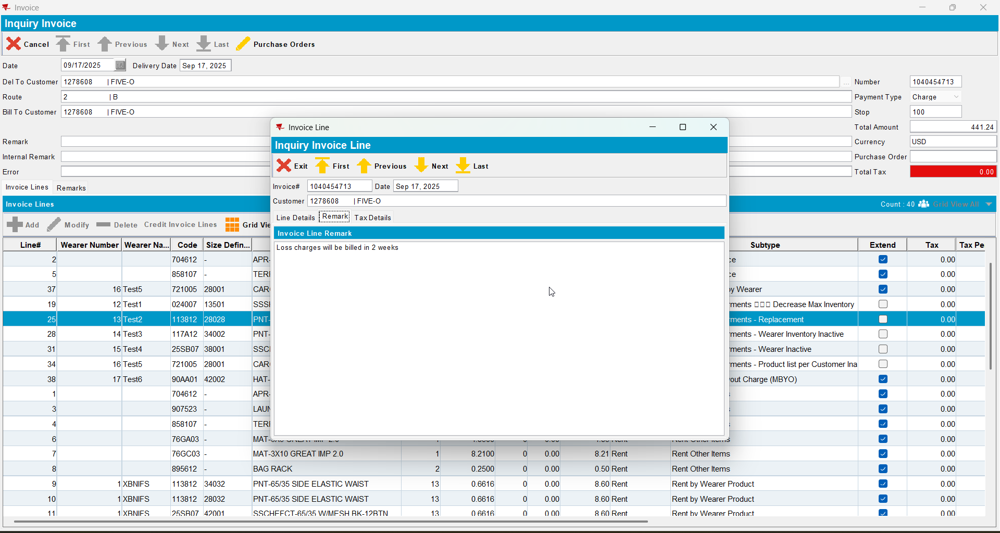 Invoice
Inquiry Invoice
Cancel First Previous Next Last Purchase Orders
Date 09/17/2025 Delivery Date Sep 17, 2025
Del To Customer 1278608 | FIVE-O ... Number 1040454713
Route 2 | B Payment Type Charge
Bill To Customer 1278608 | FIVE-O Stop 100
Total Amount 441.24
Remark Currency USD
Internal Remark Purchase Order
Error Total Tax 0.00
Invoice Lines Remarks
Invoice Lines Count : 40 Grid View All
Add Modify Delete Credit Invoice Lines Grid Vie
Invoice Line
Inquiry Invoice Line
Exit First Previous Next Last
Invoice# 1040454713 Date Sep 17, 2025
Customer 1278608 | FIVE-O
Line Details Remark Tax Details
Invoice Line Remark
Loss charges will be billed in 2 weeks
Line# Wearer Number Wearer Na... Code Size Defin... Subtype Extend Tax Tax Pe
2 704612 - APR- ce 0.00
5 858107 - TER ce 0.00
37 16 Test5 721005 28001 CAR by Wearer 0.00
19 12 Test1 024007 13501 SSS ments □□□ Decrease Max Inventory 0.00
25 13 Test2 113812 28028 PNT- ments - Replacement 0.00
28 14 Test3 117A12 34002 PNT- ments - Wearer Inventory Inactive 0.00
31 15 Test4 25SB07 38001 SSC ments - Wearer Inactive 0.00
34 16 Test5 721005 28001 CAR ments - Product list per Customer Ina 0.00
38 17 Test6 90AA01 42002 HAT- out Charge (MBYO) 0.00
1 704612 - APR- 0.00
3 907523 - LAUN 0.00
4 858107 - TER 0.00
6 76GA03 - 0.00
7 76GC03 - MAT-3X10 GREAT IMP 2.0 1 8.2100 0 0.00 8.21 Rent Rent Other Items 0.00
8 895612 - BAG RACK 2 0.2500 0 0.00 0.50 Rent Rent Other Items 0.00
9 1 XBNIFS 113812 34032 PNT-65/35 SIDE ELASTIC WAIST 13 0.6616 0 0.00 8.60 Rent Rent by Wearer Product 0.00
10 1 XBNIFS 113812 28032 PNT-65/35 SIDE ELASTIC WAIST 13 0.6616 0 0.00 8.60 Rent Rent by Wearer Product 0.00
11 1 XBNIFS 25SB07 42001 SSCHEFCT-65/35 W/MESH BK-12BTN 13 0.6616 0 0.00 8.60 Rent Rent by Wearer Product 0.00